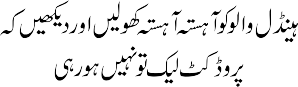 ہینڈل والو کو آہستہ آہستہ کھولیں اور دیکھیں کہ
پروڈکٹ لیک تو نہیں ہو رہی